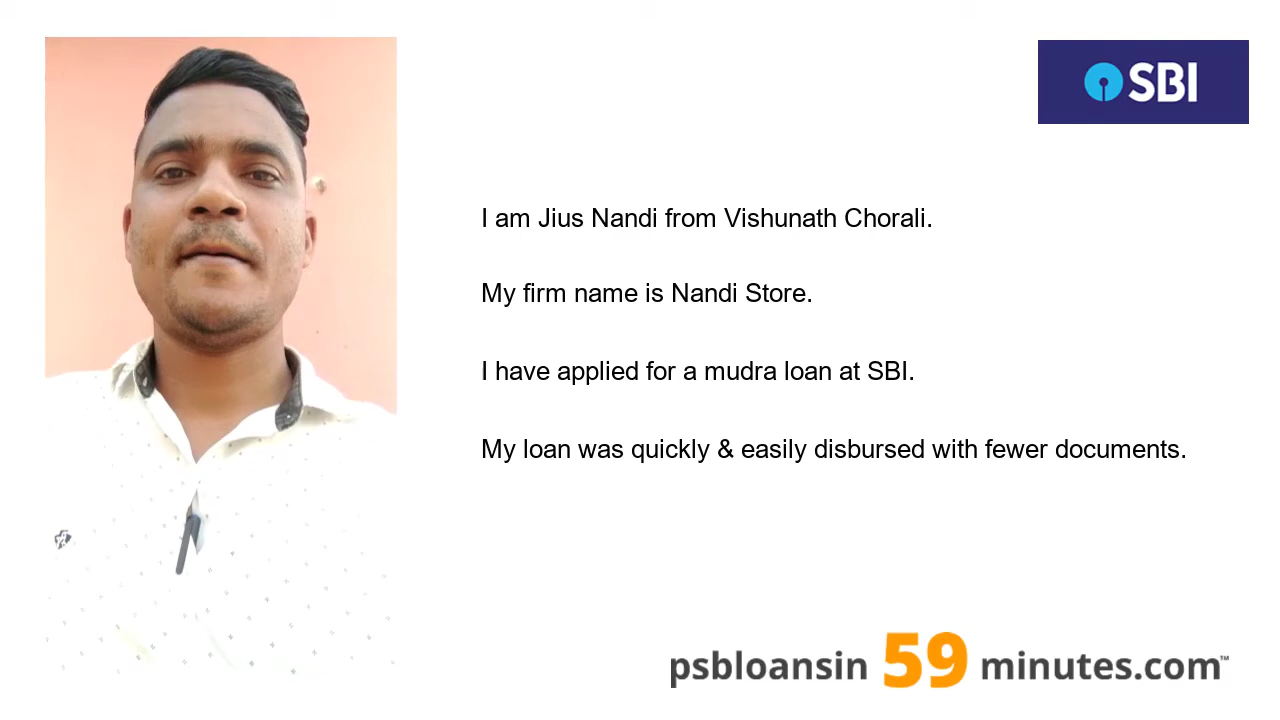 SBI
I am Jius Nandi from Vishunath Chorali.
My firm name is Nandi Store.
I have applied for a mudra loan at SBI.
My loan was quickly & easily disbursed with fewer documents.
psbloansin 59 minutes.com™